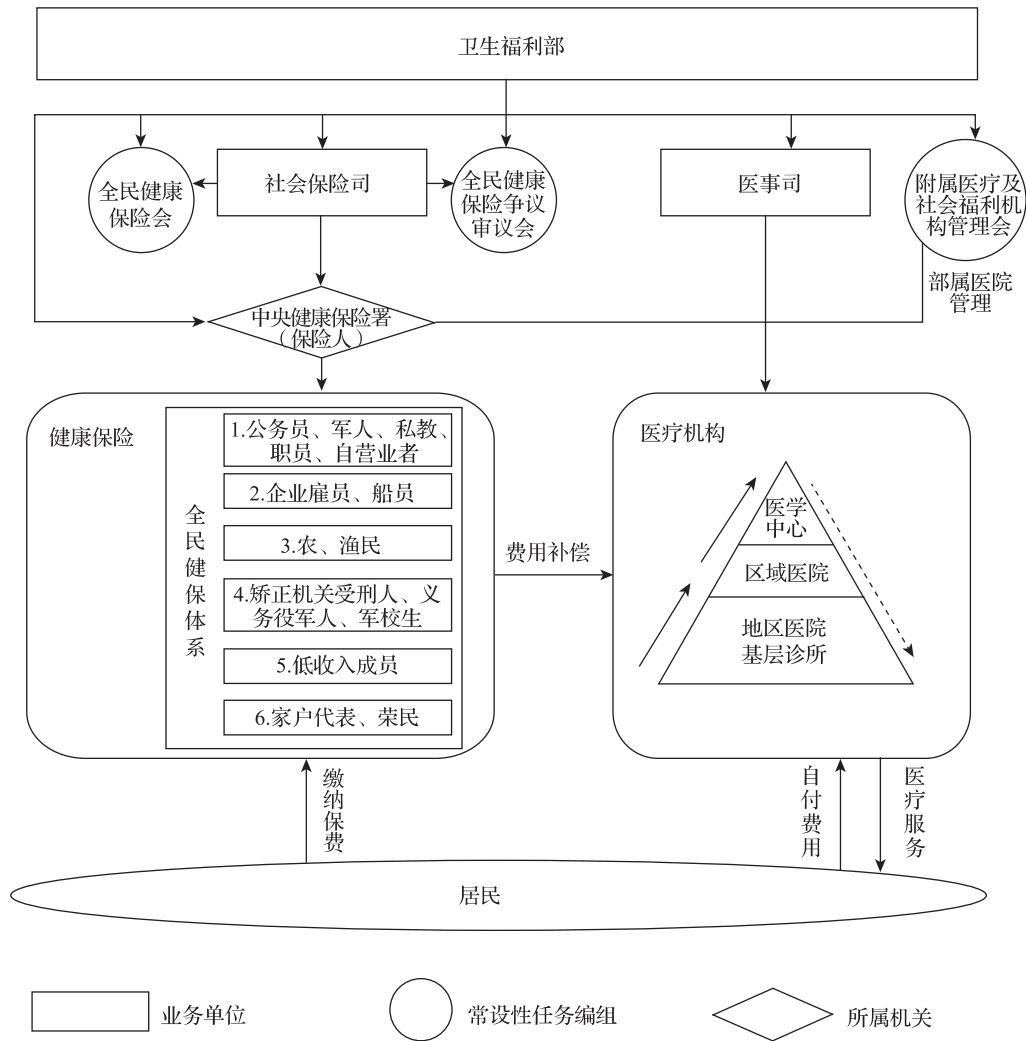 卫生福利部
全民健康
保险会
社会保险司
全民健康
保险争议
审议会
医事司
附属医疗及
社会福利机
构管理会
部属医院
管理
中央健康保险署
（保险人）
健康保险
全民健保体系
1.公务员、军人、私教、
职员、自营业者
2.企业雇员、船员
3.农、渔民
4.矫正机关受刑人、义
务役军人、军校生
5.低收入成员
6.家户代表、荣民
费用补偿
医疗机构
医学
中心
区域医院
地区医院
基层诊所
缴纳保费
自付费用
医疗服务
居民
业务单位
常设性任务编组
所属机关